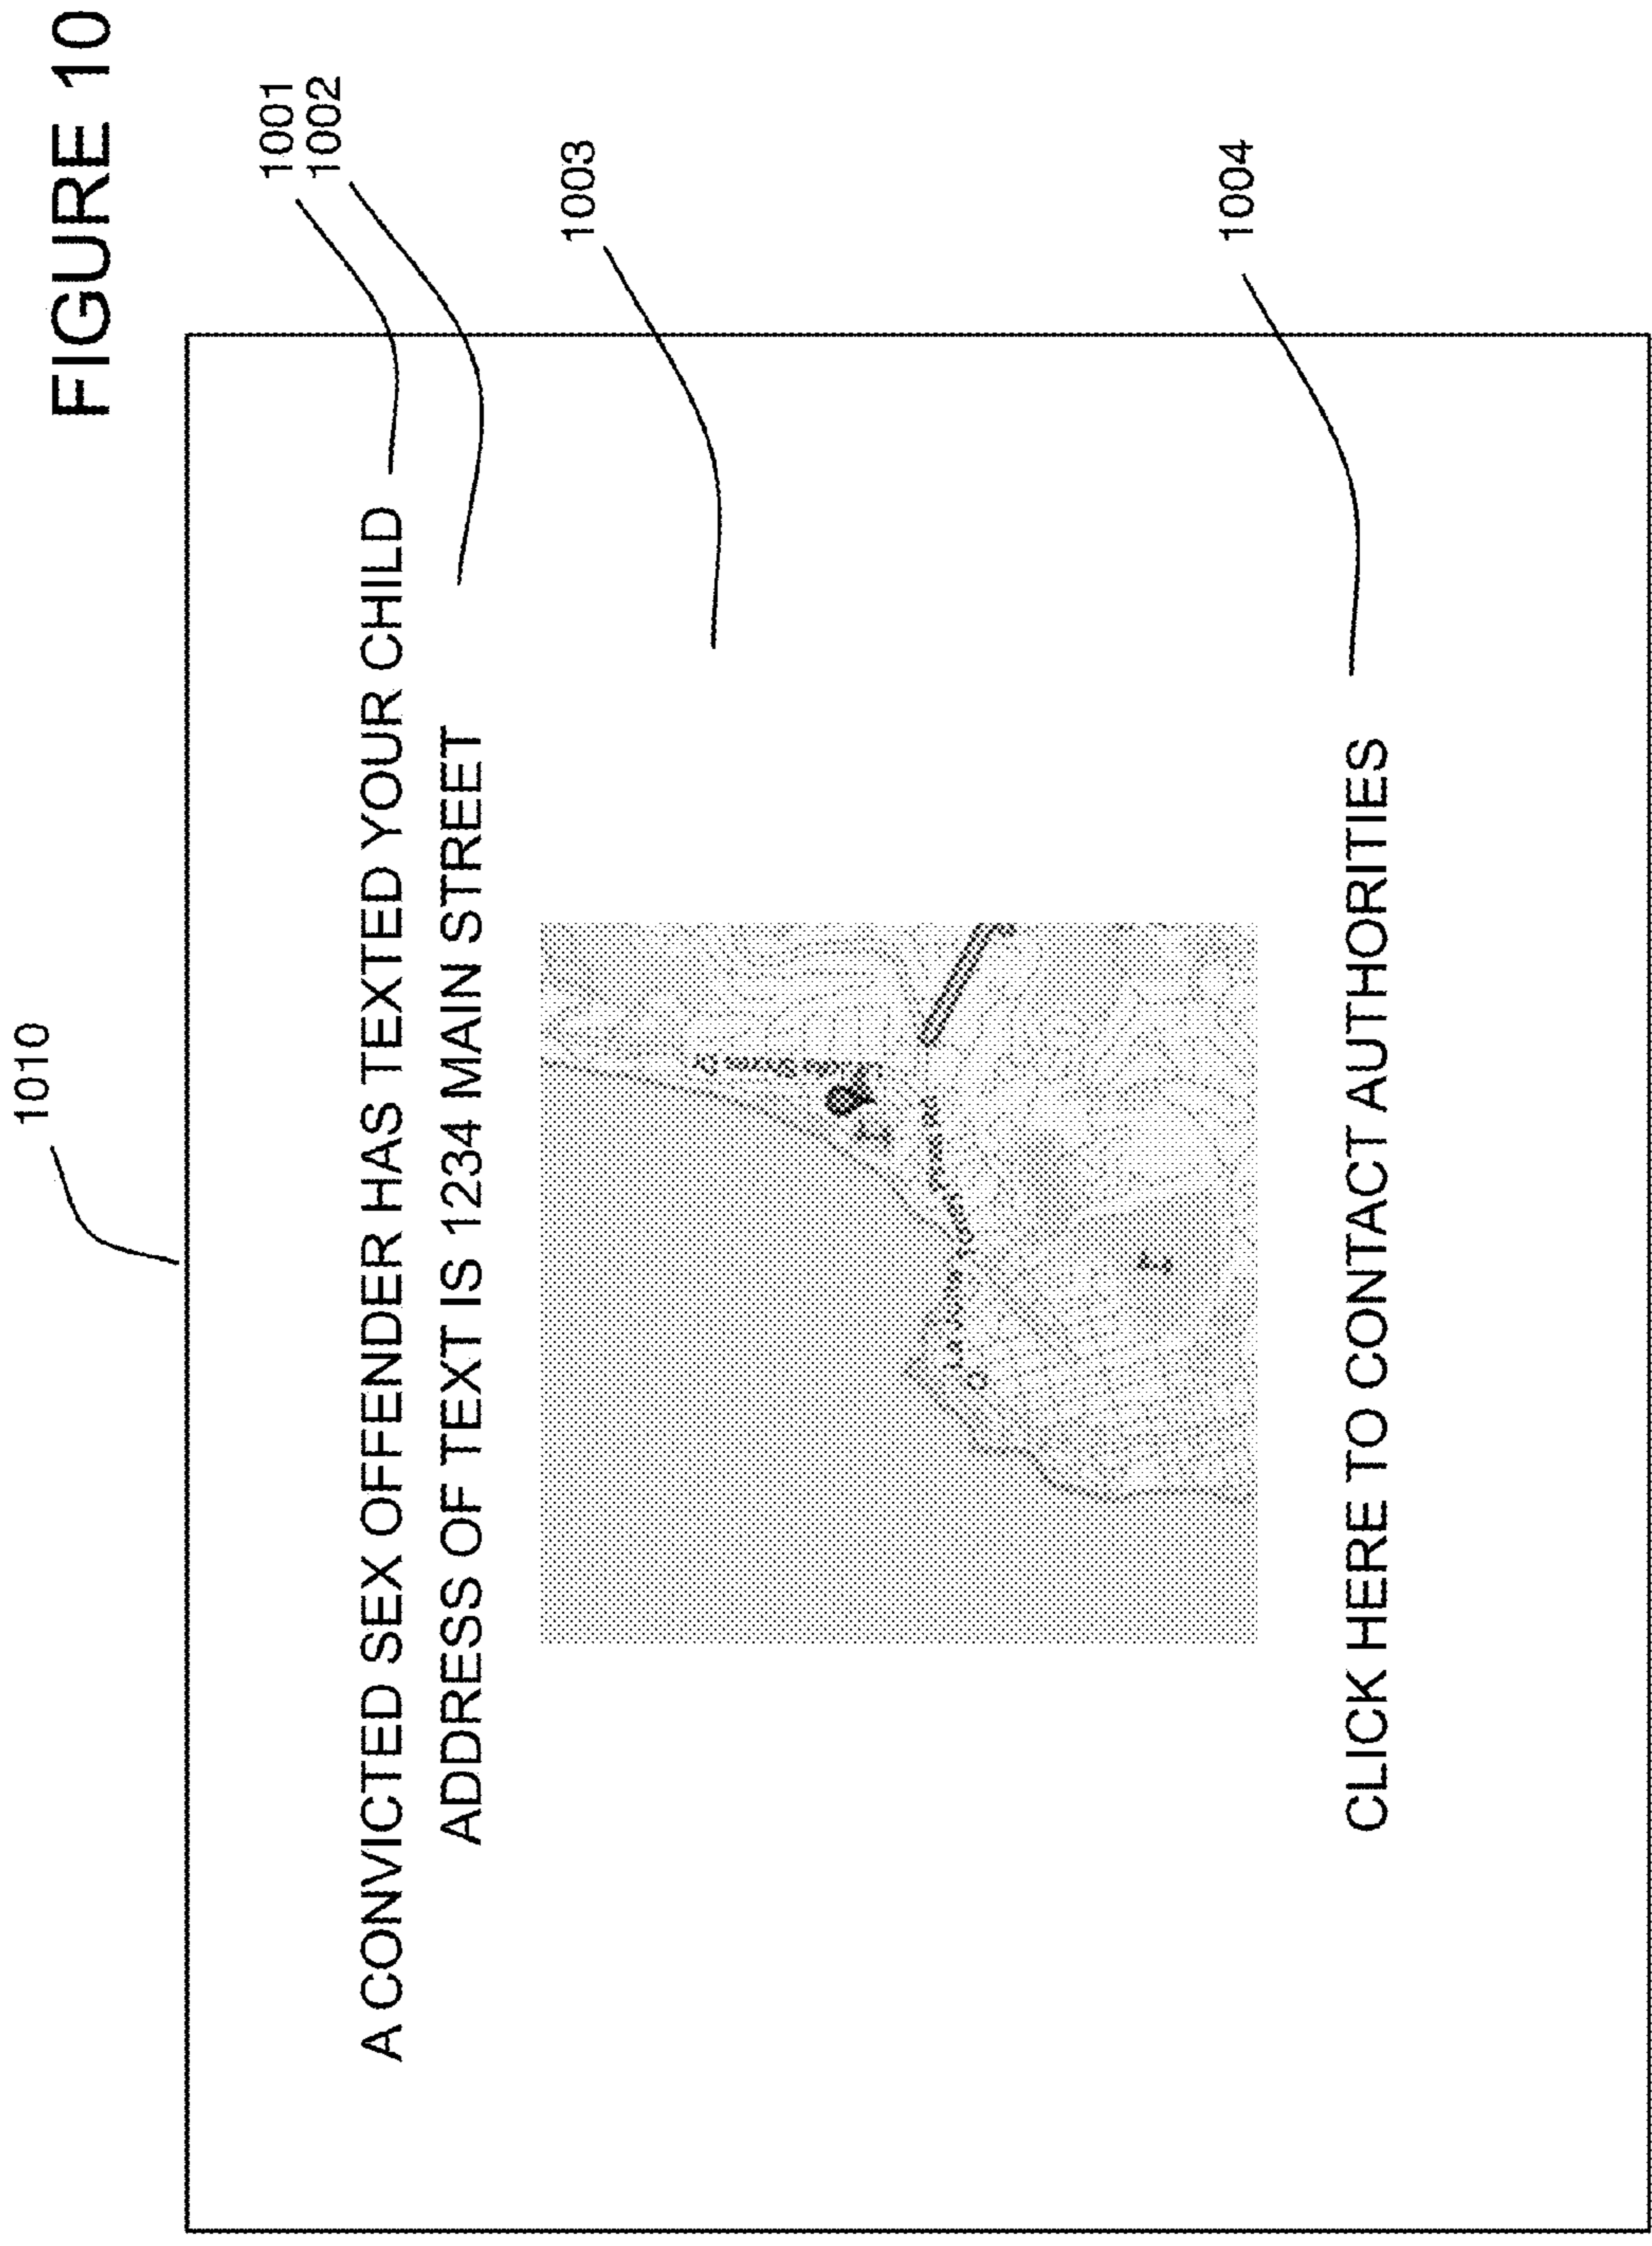 FIGURE 10
1010
1001
1002
A CONVICTED SEX OFFENDER HAS TEXTED YOUR CHILD
ADDRESS OF TEXT IS 1234 MAIN STREET
1003
CLICK HERE TO CONTACT AUTHORITIES
1004